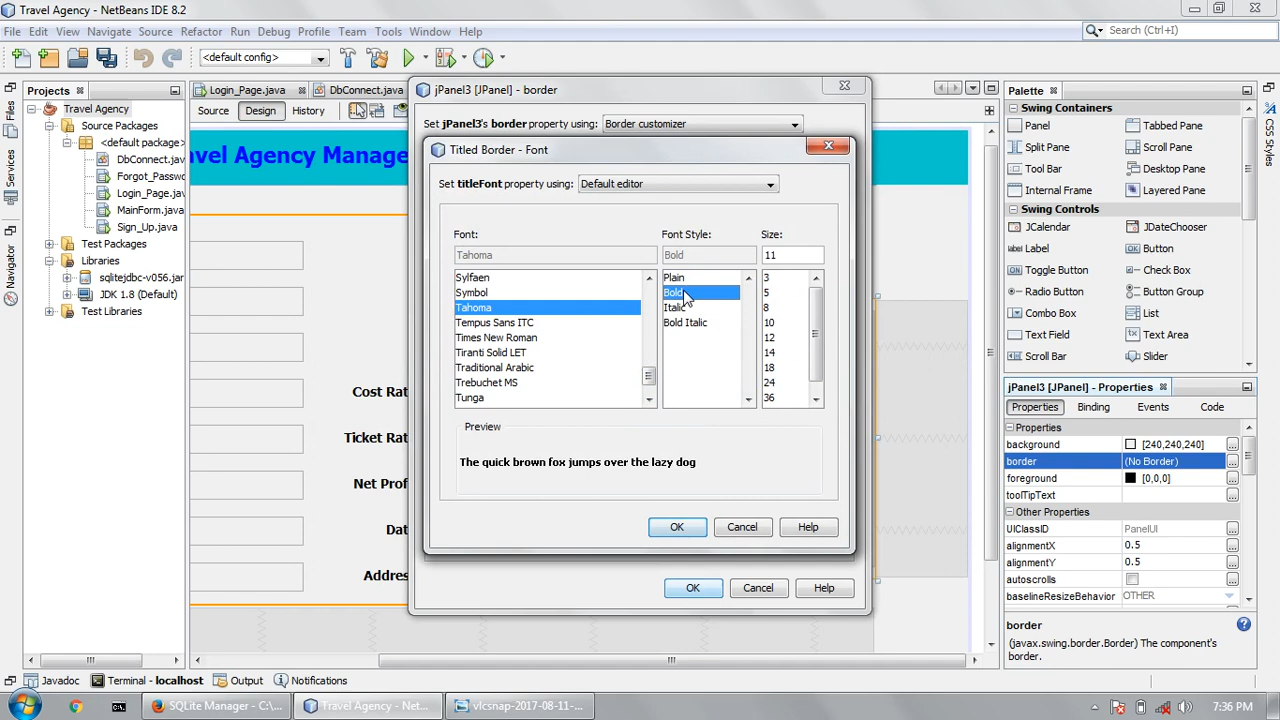 Travel Agency - NetBeans IDE 8.2
File Edit View Navigate Source Refactor Run Debug Profile Team Tools Window Help
Search (Ctrl+I)
<default config>
Projects
Travel Agency
Source Packages
<default package>
DbConnect.jav
Forgot_Passwo
Login_Page.java
MainForm.java
Sign_Up.java
Test Packages
Libraries
sqlitejdbc-v056.jar
JDK 1.8 (Default)
Test Libraries
Files
Services
Navigator
Login_Page.java
DbConnect.java
Source Design History
avel Agency Manag
Cost Rat
Ticket Rat
Net Prof
Dat
Addres
jPanel3 [JPanel] - border
Set jPanel3's border property using: Border customizer
Titled Border - Font
Set titleFont property using: Default editor
Font: Font Style: Size:
Tahoma Bold 11
Sylfaen
Symbol
Tahoma
Tempus Sans ITC
Times New Roman
Tiranti Solid LET
Traditional Arabic
Trebuchet MS
Tunga
Plain
Bold
Italic
Bold Italic
3
5
8
10
12
14
18
24
36
Preview
The quick brown fox jumps over the lazy dog
OK Cancel Help
OK Cancel Help
Palette
Swing Containers
Panel Tabbed Pane
Split Pane Scroll Pane
Tool Bar Desktop Pane
Internal Frame Layered Pane
Swing Controls
JCalendar JDateChooser
Label Button
Toggle Button Check Box
Radio Button Button Group
Combo Box List
Text Field Text Area
Scroll Bar Slider
CSS Styles
jPanel3 [JPanel] - Properties
Properties Binding Events Code
Properties
background [240,240,240]
border (No Border)
foreground [0,0,0]
toolTipText
Other Properties
UIClassID PanelUI
alignmentX 0.5
alignmentY 0.5
autoscrolls
baselineResizeBehavior OTHER
border
(javax.swing.border.Border) The component's
border.
Javadoc Terminal - localhost Output Notifications
SQLite Manager - C:\...
Travel Agency - Net...
vlcsnap-2017-08-11-...
7:36 PM